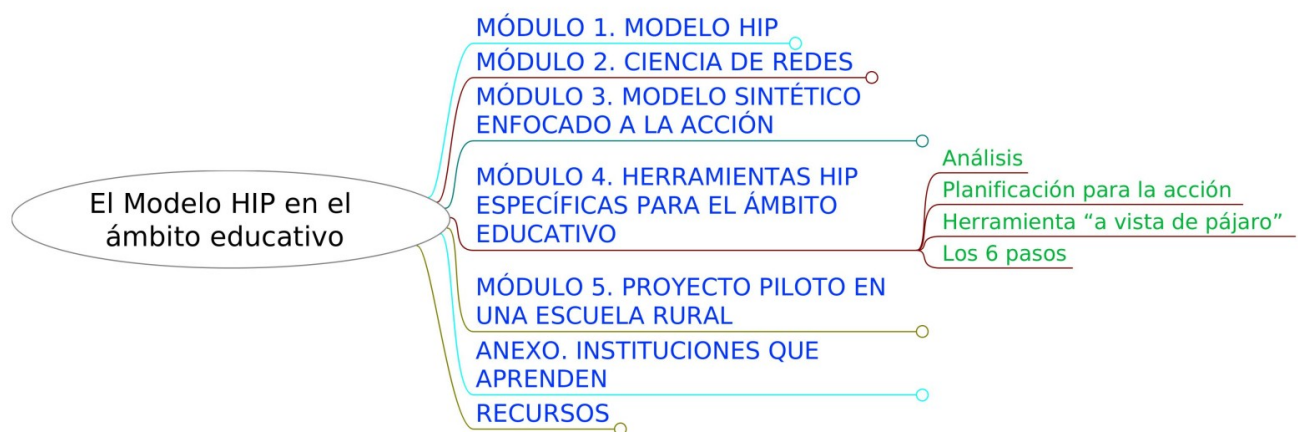 El Modelo HIP en el
ámbito educativo
MÓDULO 1. MODELO HIP
MÓDULO 2. CIENCIA DE REDES
MÓDULO 3. MODELO SINTÉTICO
ENFOCADO A LA ACCIÓN
MÓDULO 4. HERRAMIENTAS HIP
ESPECÍFICAS PARA EL ÁMBITO
EDUCATIVO
Análisis
Planificación para la acción
Herramienta “a vista de pájaro”
Los 6 pasos
MÓDULO 5. PROYECTO PILOTO EN
UNA ESCUELA RURAL
ANEXO. INSTITUCIONES QUE
APRENDEN
RECURSOS